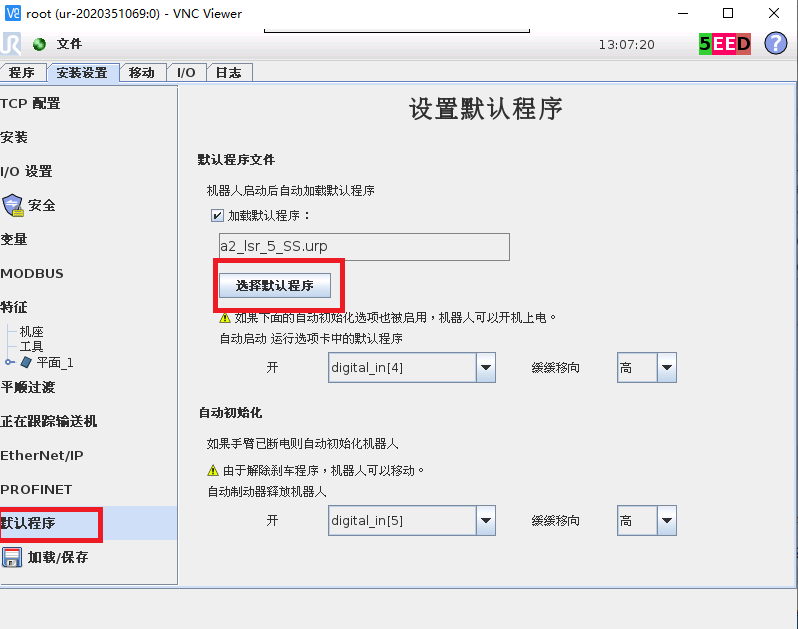 root (ur-2020351069:0) - VNC Viewer
文件
13:07:20
5EED
?
程序 安装设置 移动 I/O 日志
TCP 配置
安装
I/O 设置
安全
变量
MODBUS
特征
机座
工具
平面_1
平顺过渡
正在跟踪输送机
EtherNet/IP
PROFINET
默认程序
加载/保存
设置默认程序
默认程序文件
机器人启动后自动加载默认程序
加载默认程序：
a2_lsr_5_SS.urp
选择默认程序
如果下面的自动初始化选项也被启用，机器人可以开机上电。
自动启动 运行选项卡中的默认程序
开 digital_in[4] 缓缓移向 高
自动初始化
如果手臂已断电则自动初始化机器人
由于解除刹车程序，机器人可以移动。
自动制动器释放机器人
开 digital_in[5] 缓缓移向 高